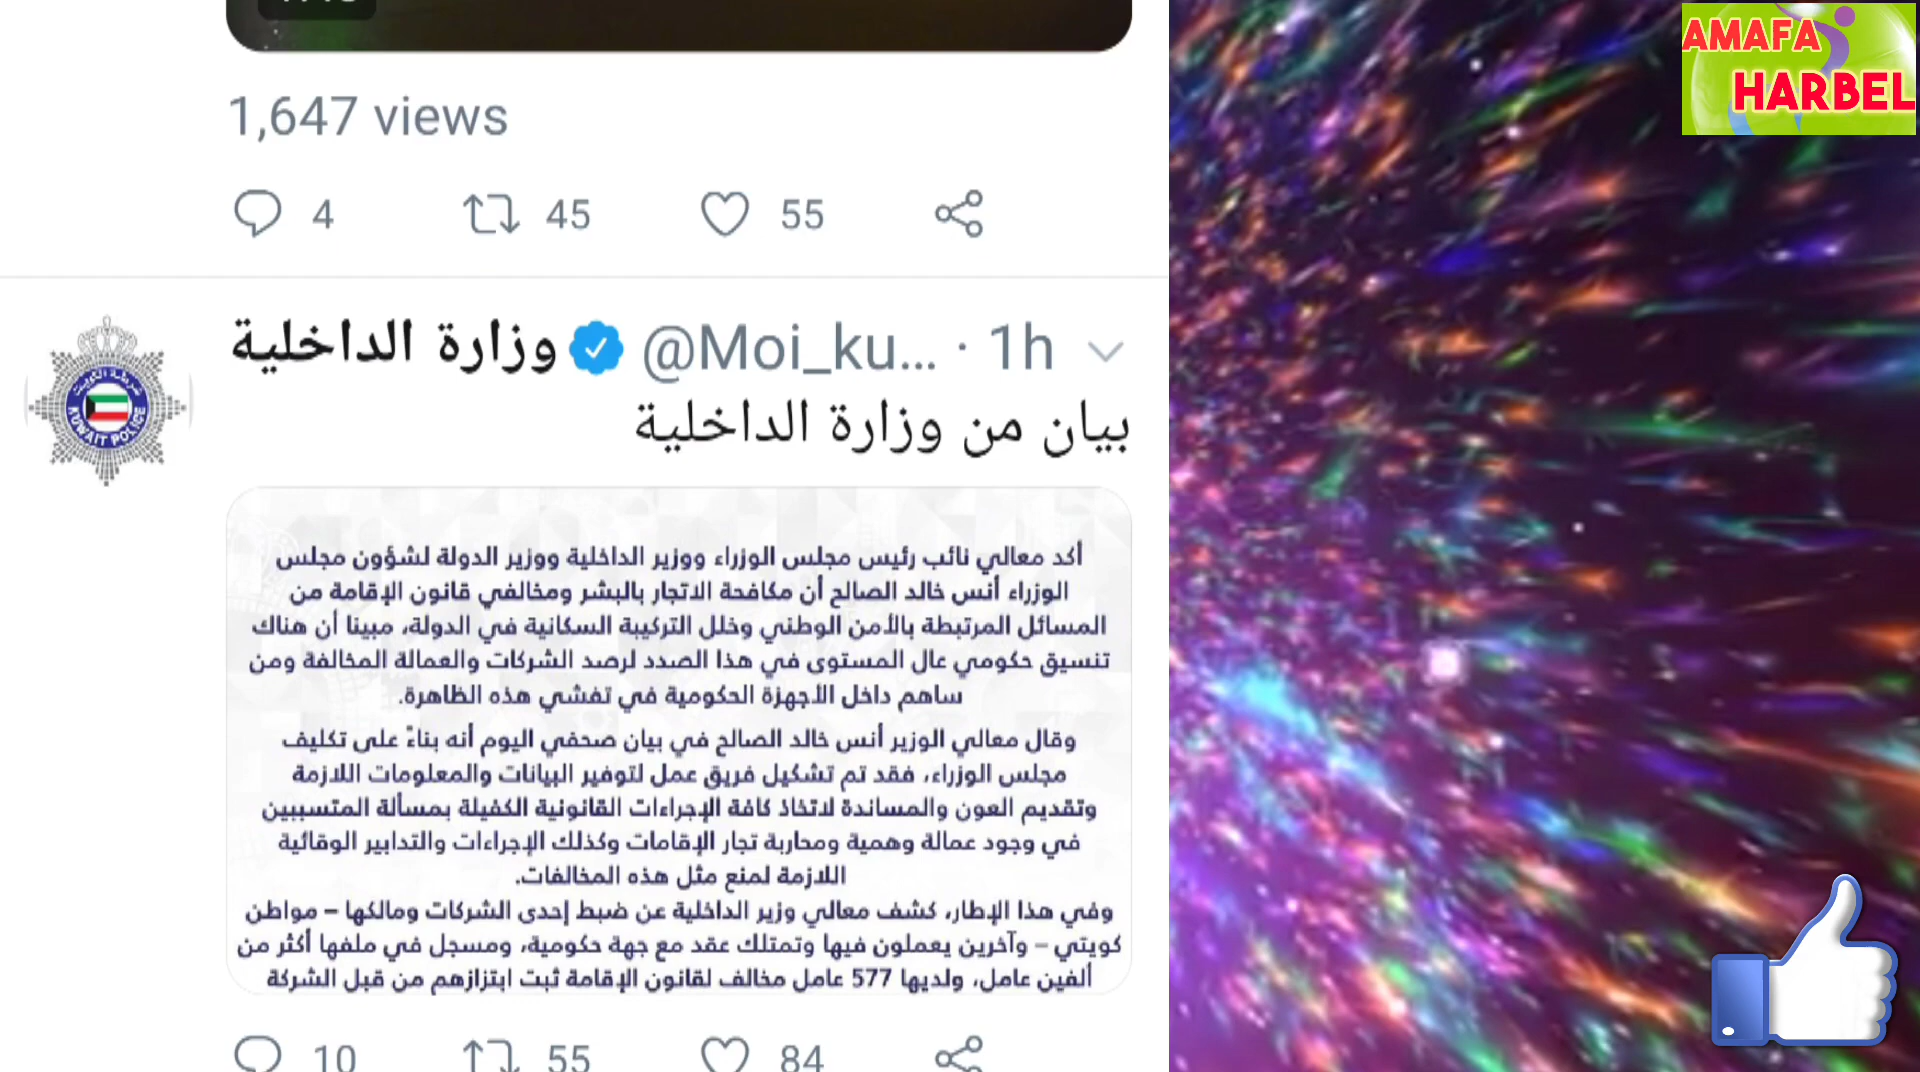 AMAFA
HARBEL
1,647 views
4 45 55
وزارة الداخلية @Moi_ku... · 1h
بيان من وزارة الداخلية
شرطة الكويت
KUWAIT POLICE
أكد معالي نائب رئيس مجلس الوزراء ووزير الداخلية ووزير الدولة لشؤون مجلس
الوزراء أنس خالد الصالح أن مكافحة الاتجار بالبشر ومخالفي قانون الإقامة من
المسائل المرتبطة بالأمن الوطني وخلل التركيبة السكانية في الدولة، مبينا أن هناك
تنسيق حكومي عال المستوى في هذا الصدد لرصد الشركات والعمالة المخالفة ومن
ساهم داخل الأجهزة الحكومية في تفشي هذه الظاهرة.
وقال معالي الوزير أنس خالد الصالح في بيان صحفي اليوم أنه بناءً على تكليف
مجلس الوزراء، فقد تم تشكيل فريق عمل لتوفير البيانات والمعلومات اللازمة
وتقديم العون والمساندة لاتخاذ كافة الإجراءات القانونية الكفيلة بمسألة المتسببين
في وجود عمالة وهمية ومحاربة تجار الإقامات وكذلك الإجراءات والتدابير الوقائية
اللازمة لمنع مثل هذه المخالفات.
وفي هذا الإطار، كشف معالي وزير الداخلية عن ضبط إحدى الشركات ومالكها – مواطن
كويتي – وآخرين يعملون فيها وتمتلك عقد مع جهة حكومية، ومسجل في ملفها أكثر من
ألفين عامل، ولديها 577 عامل مخالف لقانون الإقامة ثبت ابتزازهم من قبل الشركة
10 55 84